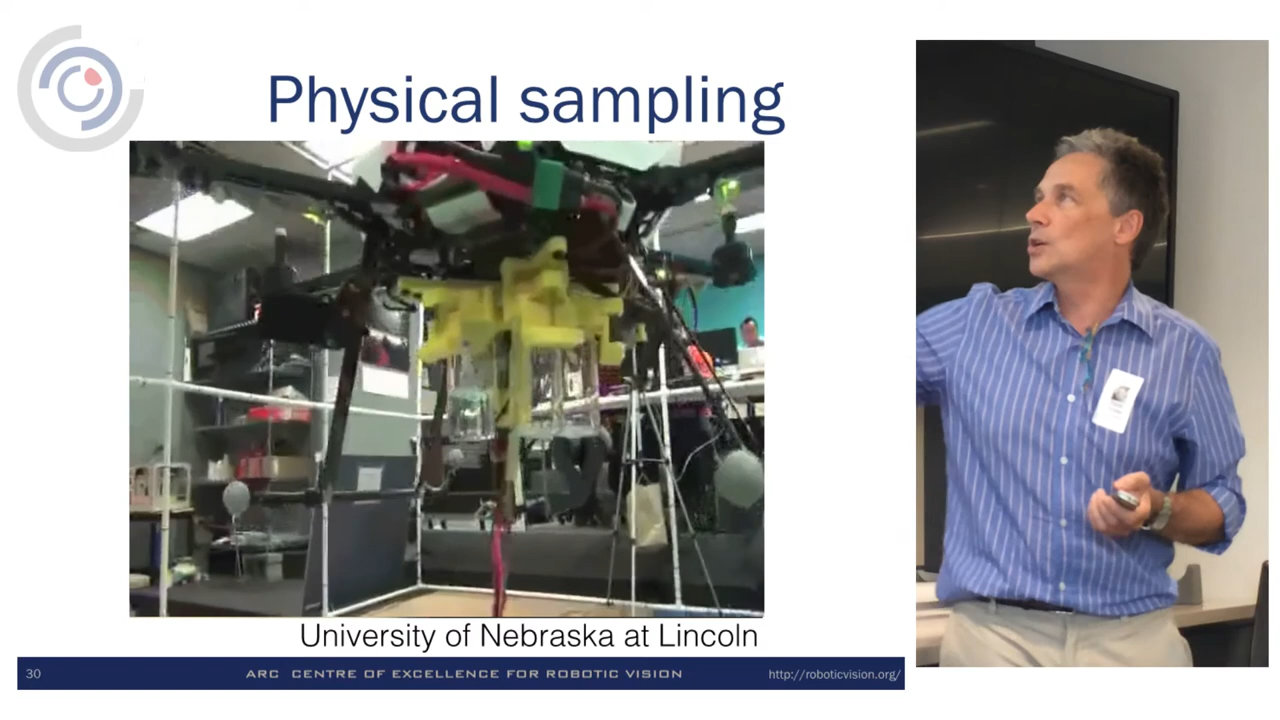 Physical sampling
University of Nebraska at Lincoln
30
ARC CENTRE OF EXCELLENCE FOR ROBOTIC VISION
http://roboticvision.org/